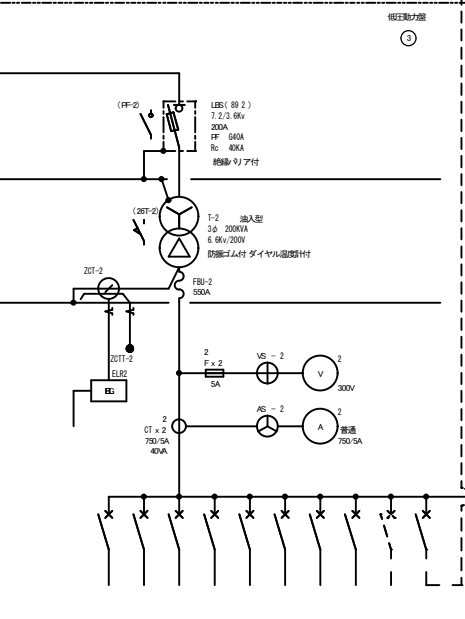 低圧動力盤
3
(PF-2)
LBS( 89 2 )
7.2/3.6Kv
200A
PF G40A
Rc 40KA
絶縁バリア付
(26T-2)
T-2 油入型
3φ 200KVA
6.6Kv/200V
防振ゴム付 ダイヤル温度計付
ZCT-2
FBU-2
550A
ZCTT-2
ELR2
2
F x 2
5A
VS - 2
V
2
300V
2
CT x 2
750/5A
40VA
AS - 2
A
2
普通
750/5A